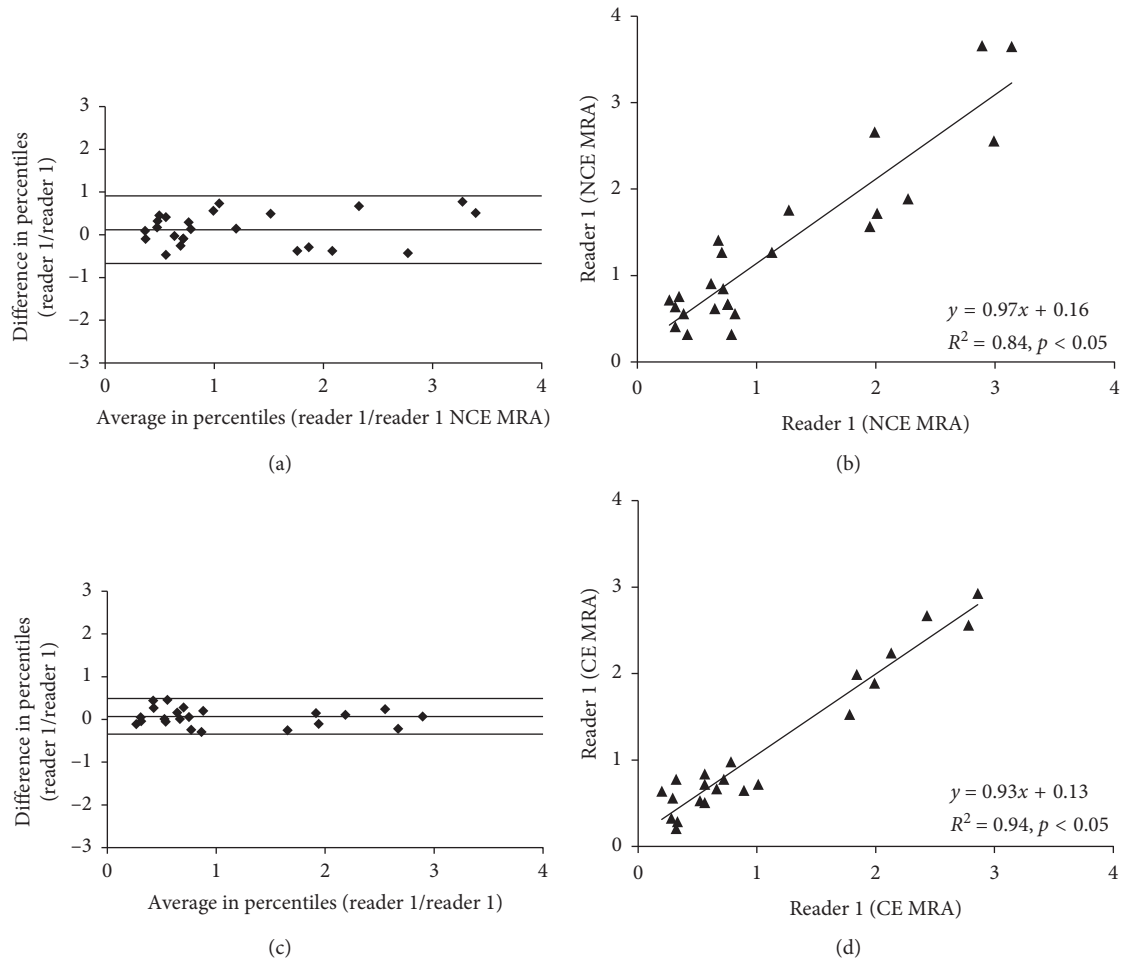 3
2
1
0
−1
−2
−3
Difference in percentiles
(reader 1/reader 1)
0 1 2 3 4
Average in percentiles (reader 1/reader 1 NCE MRA)
(a)
4
3
2
1
0
Reader 1 (NCE MRA)
y = 0.97x + 0.16
R² = 0.84, p < 0.05
0 1 2 3 4
Reader 1 (NCE MRA)
(b)
3
2
1
0
−1
−2
−3
Difference in percentiles
(reader 1/reader 1)
0 1 2 3 4
Average in percentiles (reader 1/reader 1)
(c)
4
3
2
1
0
Reader 1 (CE MRA)
y = 0.93x + 0.13
R² = 0.94, p < 0.05
0 1 2 3 4
Reader 1 (CE MRA)
(d)